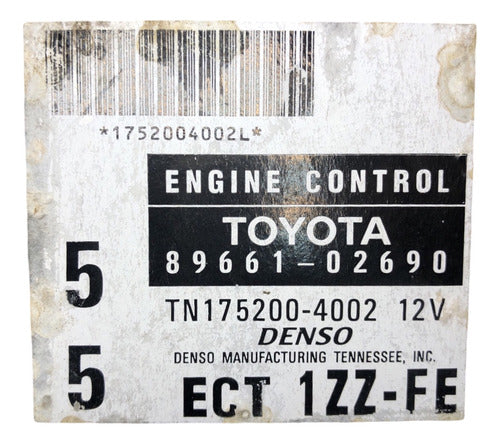 *1752004002L*
ENGINE CONTROL
TOYOTA
89661-02690
5
TN175200-4002 12V
DENSO
DENSO MANUFACTURING TENNESSEE, INC.
5
ECT 1ZZ-FE